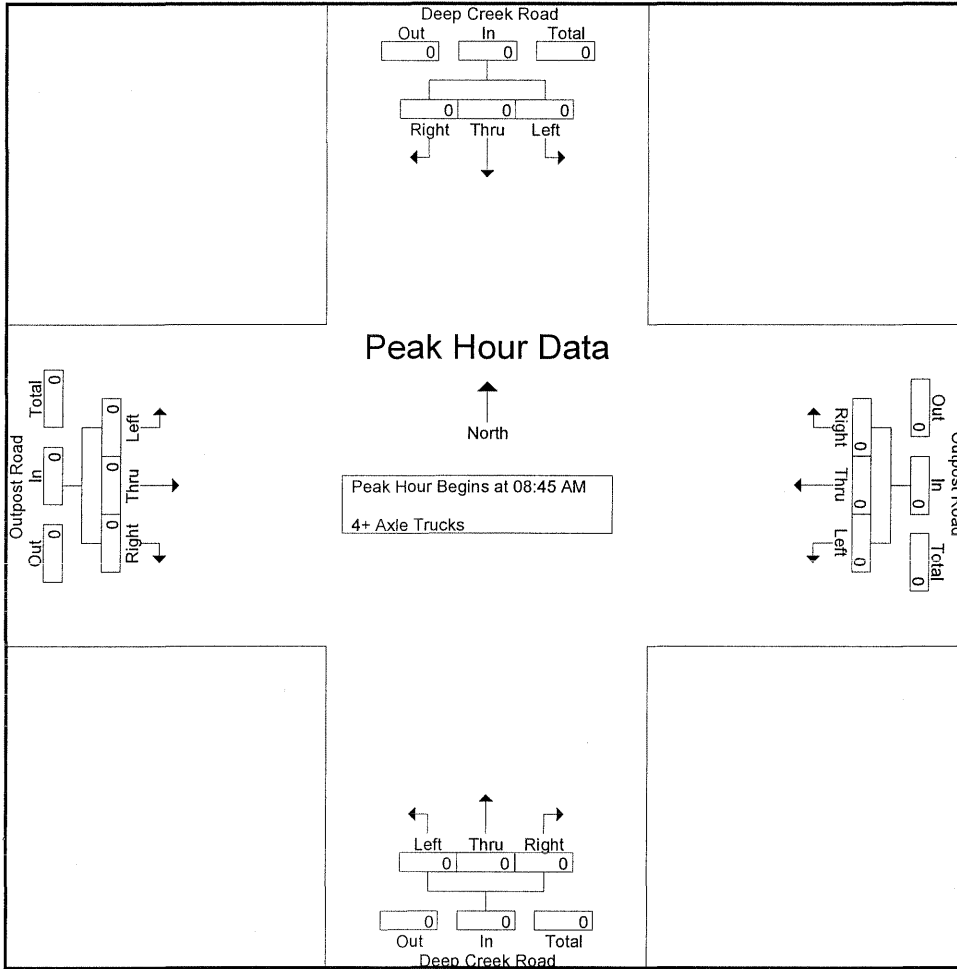 Deep Creek Road
Out In Total
0 0 0
0 0 0
Right Thru Left
Peak Hour Data
North
Peak Hour Begins at 08:45 AM
4+ Axle Trucks
Outpost Road
Total In Out
0 0 0
0 0 0
Left Thru Right
Outpost Road
Out In Total
0 0 0
0 0 0
Right Thru Left
Left Thru Right
0 0 0
0 0 0
Out In Total
Deep Creek Road